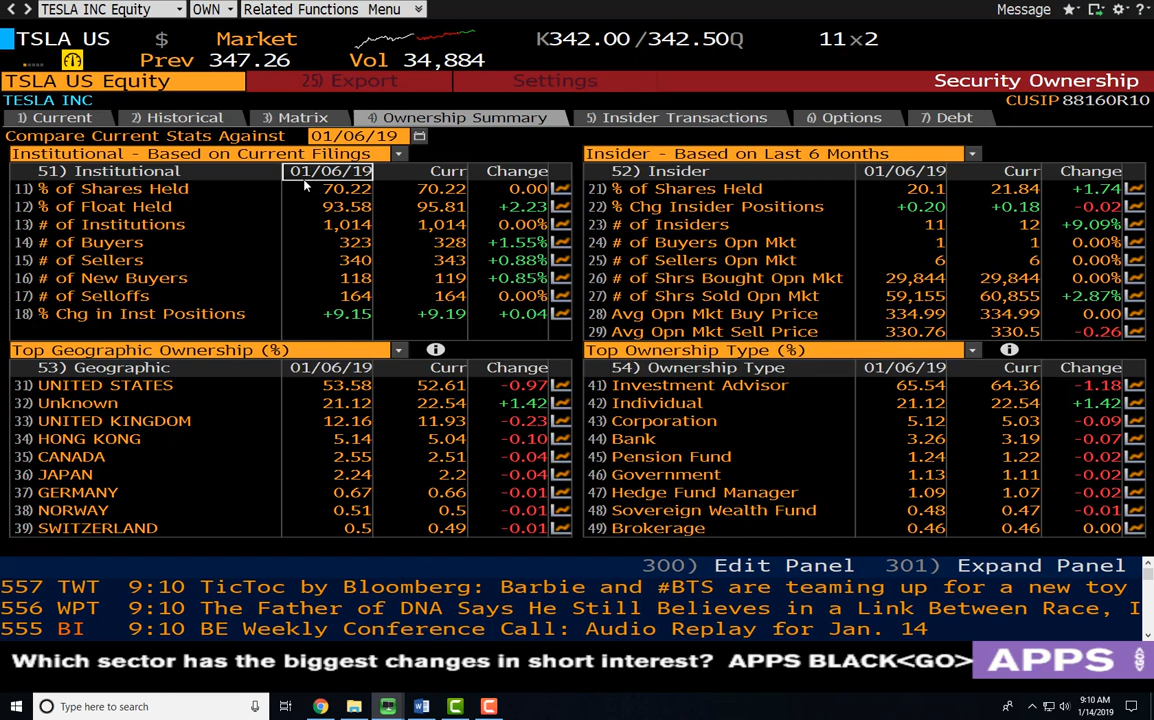 TESLA INC Equity OWN Related Functions Menu Message
TSLA US $ Market K342.00 /342.50Q 11×2
Prev 347.26 Vol 34,884
TSLA US Equity 25) Export Settings Security Ownership
TESLA INC CUSIP 88160R10
1) Current 2) Historical 3) Matrix 4) Ownership Summary 5) Insider Transactions 6) Options 7) Debt
Compare Current Stats Against 01/06/19
Institutional - Based on Current Filings
51) Institutional 01/06/19 Curr Change
11) % of Shares Held 70.22 70.22 0.00
12) % of Float Held 93.58 95.81 +2.23
13) # of Institutions 1,014 1,014 0.00%
14) # of Buyers 323 328 +1.55%
15) # of Sellers 340 343 +0.88%
16) # of New Buyers 118 119 +0.85%
17) # of Selloffs 164 164 0.00%
18) % Chg in Inst Positions +9.15 +9.19 +0.04
Insider - Based on Last 6 Months
52) Insider 01/06/19 Curr Change
21) % of Shares Held 20.1 21.84 +1.74
22) % Chg Insider Positions +0.20 +0.18 -0.02
23) # of Insiders 11 12 +9.09%
24) # of Buyers Opn Mkt 1 1 0.00%
25) # of Sellers Opn Mkt 6 6 0.00%
26) # of Shrs Bought Opn Mkt 29,844 29,844 0.00%
27) # of Shrs Sold Opn Mkt 59,155 60,855 +2.87%
28) Avg Opn Mkt Buy Price 334.99 334.99 0.00
29) Avg Opn Mkt Sell Price 330.76 330.5 -0.26
Top Geographic Ownership (%)
53) Geographic 01/06/19 Curr Change
31) UNITED STATES 53.58 52.61 -0.97
32) Unknown 21.12 22.54 +1.42
33) UNITED KINGDOM 12.16 11.93 -0.23
34) HONG KONG 5.14 5.04 -0.10
35) CANADA 2.55 2.51 -0.04
36) JAPAN 2.24 2.2 -0.04
37) GERMANY 0.67 0.66 -0.01
38) NORWAY 0.51 0.5 -0.01
39) SWITZERLAND 0.5 0.49 -0.01
Top Ownership Type (%)
54) Ownership Type 01/06/19 Curr Change
41) Investment Advisor 65.54 64.36 -1.18
42) Individual 21.12 22.54 +1.42
43) Corporation 5.12 5.03 -0.09
44) Bank 3.26 3.19 -0.07
45) Pension Fund 1.24 1.22 -0.02
46) Government 1.13 1.11 -0.02
47) Hedge Fund Manager 1.09 1.07 -0.02
48) Sovereign Wealth Fund 0.48 0.47 -0.01
49) Brokerage 0.46 0.46 0.00
300) Edit Panel 301) Expand Panel
557 TWT 9:10 TicToc by Bloomberg: Barbie and #BTS are teaming up for a new toy
556 WPT 9:10 The Father of DNA Says He Still Believes in a Link Between Race, I
555 BI 9:10 BE Weekly Conference Call: Audio Replay for Jan. 14
Which sector has the biggest changes in short interest? APPS BLACK<GO> APPS
Type here to search
9:10 AM
1/14/2019